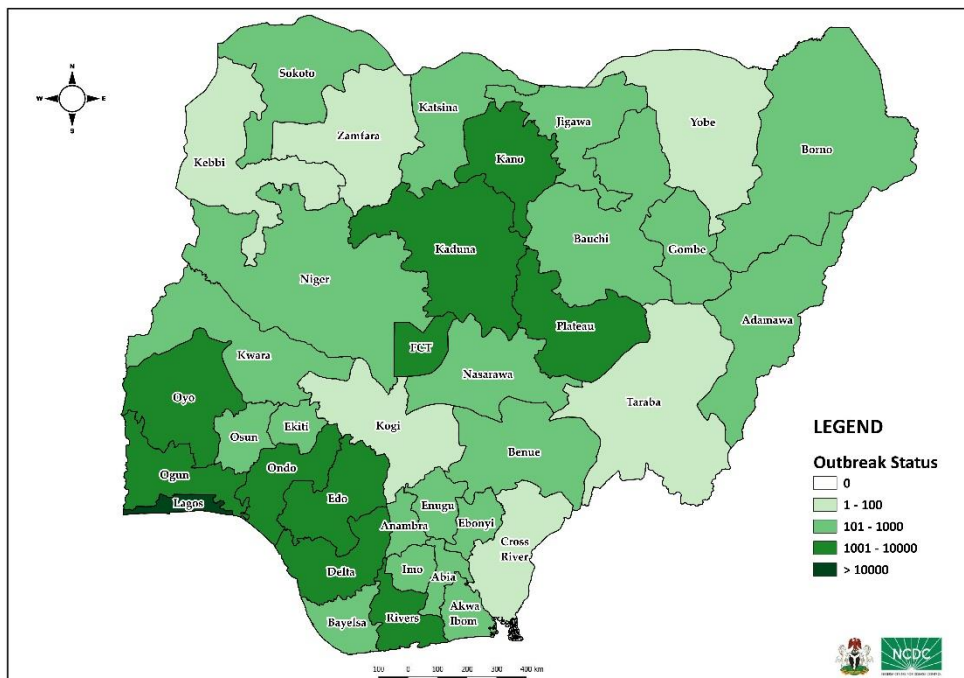 N
W E
S
Sokoto
Katsina
Jigawa
Yobe
Borno
Kebbi
Zamfara
Kano
Kaduna
Bauchi
Gombe
Niger
Adamawa
Plateau
FCT
Kwara
Nasarawa
Oyo
Taraba
Kogi
Osun
Ekiti
Benue
Ogun
Ondo
Edo
Lagos
Enugu
Anambra
Ebonyi
Cross
River
Delta
Imo
Abia
Akwa
Ibom
Bayelsa
Rivers
LEGEND
Outbreak Status
0
1 - 100
101 - 1000
1001 - 10000
> 10000
100 0 100 200 300 400 km
NCDC